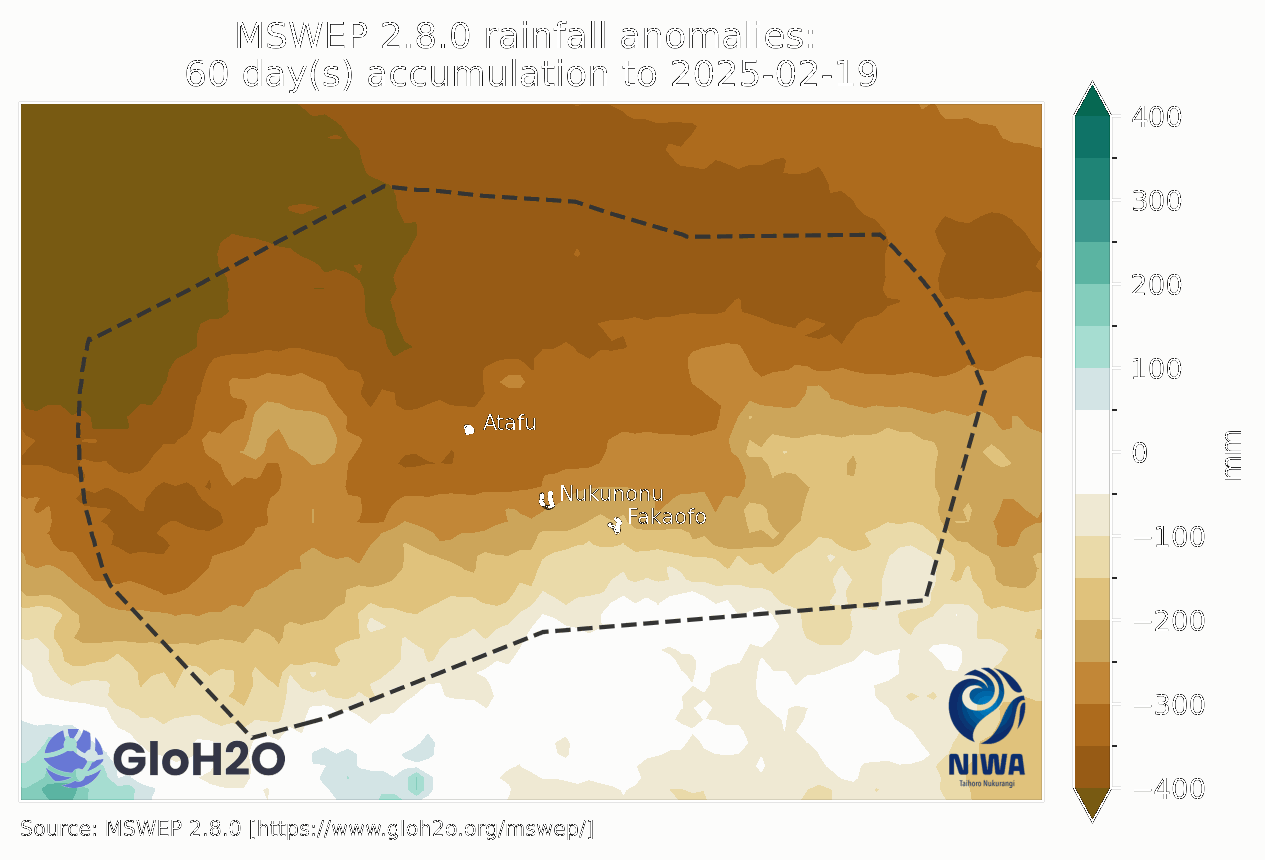 MSWEP 2.8.0 rainfall anomalies:
60 day(s) accumulation to 2025-02-19
400
300
200
100
0
−100
−200
−300
−400
mm
Atafu
Nukunonu
Fakaofo
GloH2O
NIWA
Taihoro Nukurangi
Source: MSWEP 2.8.0 [https://www.gloh2o.org/mswep/]